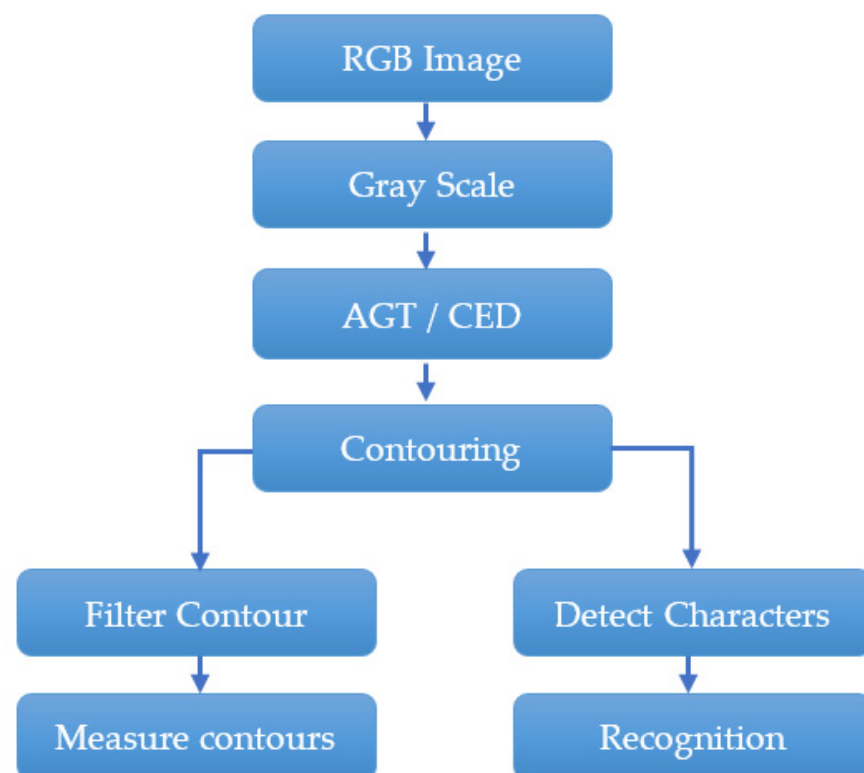 RGB Image
Gray Scale
AGT / CED
Contouring
Filter Contour
Detect Characters
Measure contours
Recognition